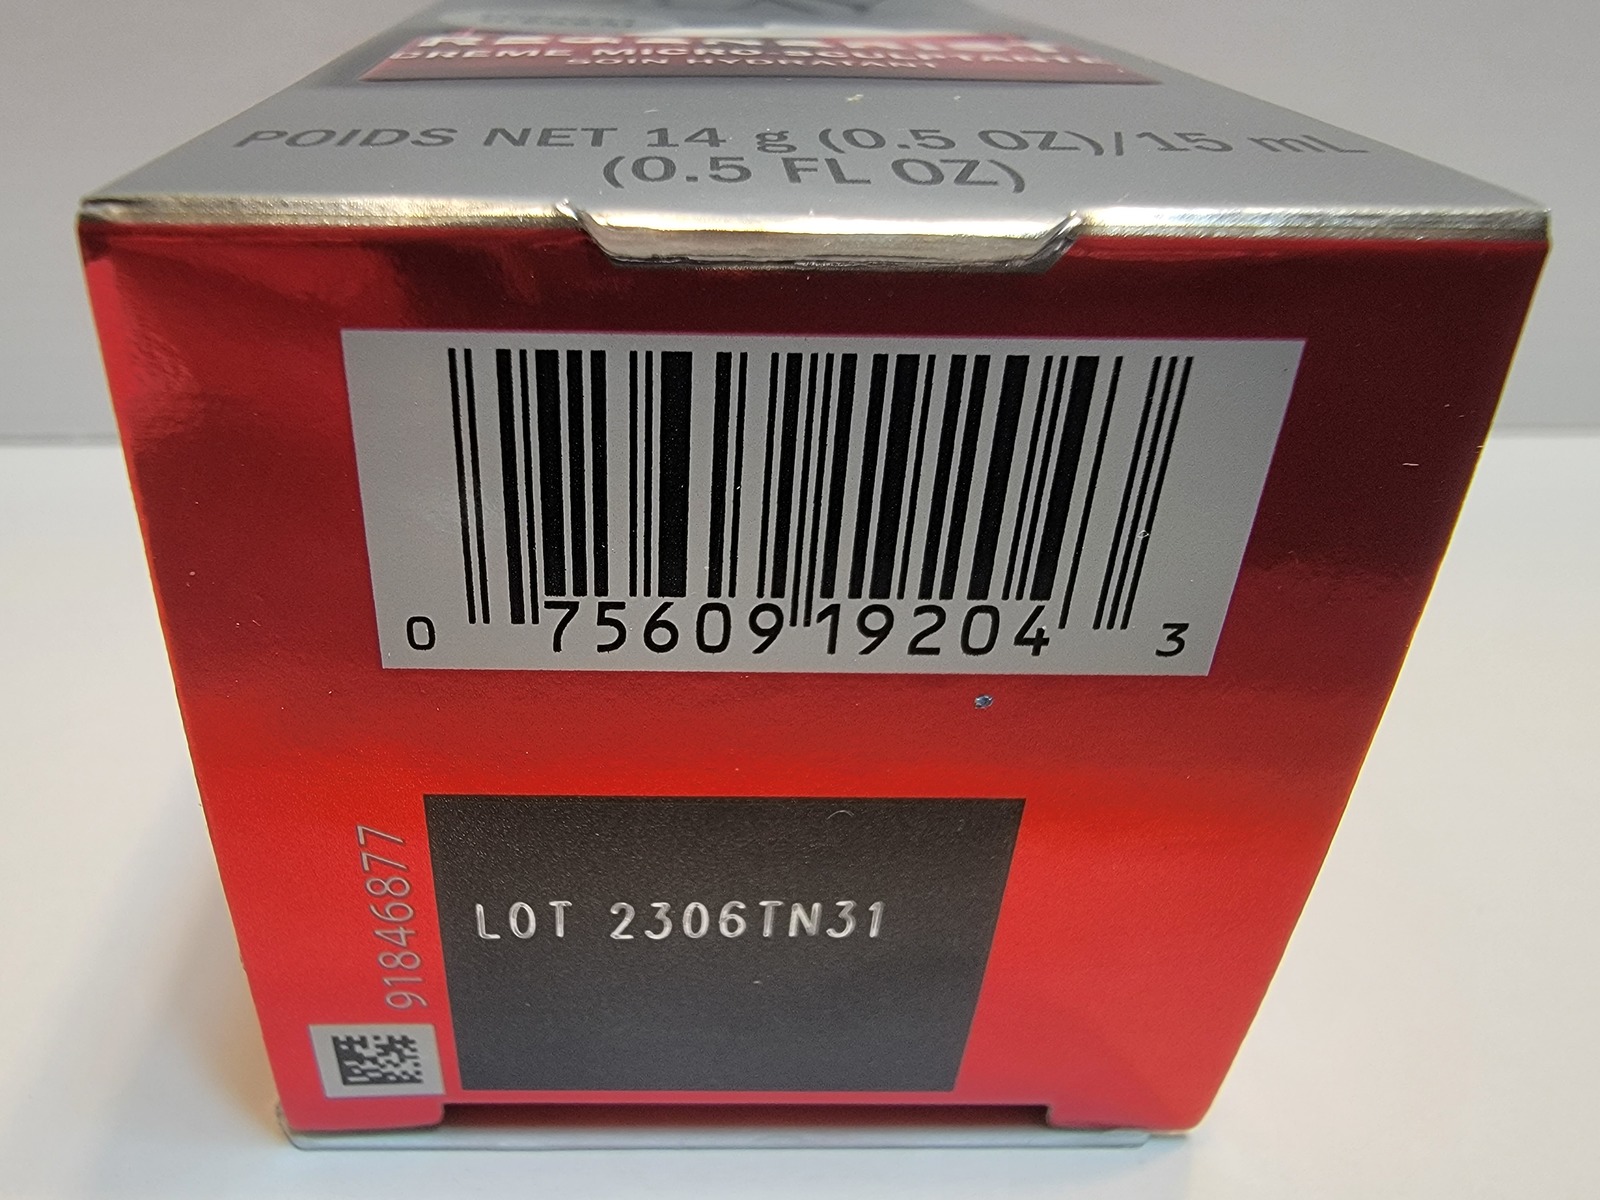 REGENERIST
CRÈME MICRO-SCULPTANTE
SOIN HYDRATANT
POIDS NET 14 g (0.5 OZ)/15 mL
(0.5 FL OZ)
0 75609 19204 3
91846877
LOT 2306TN31